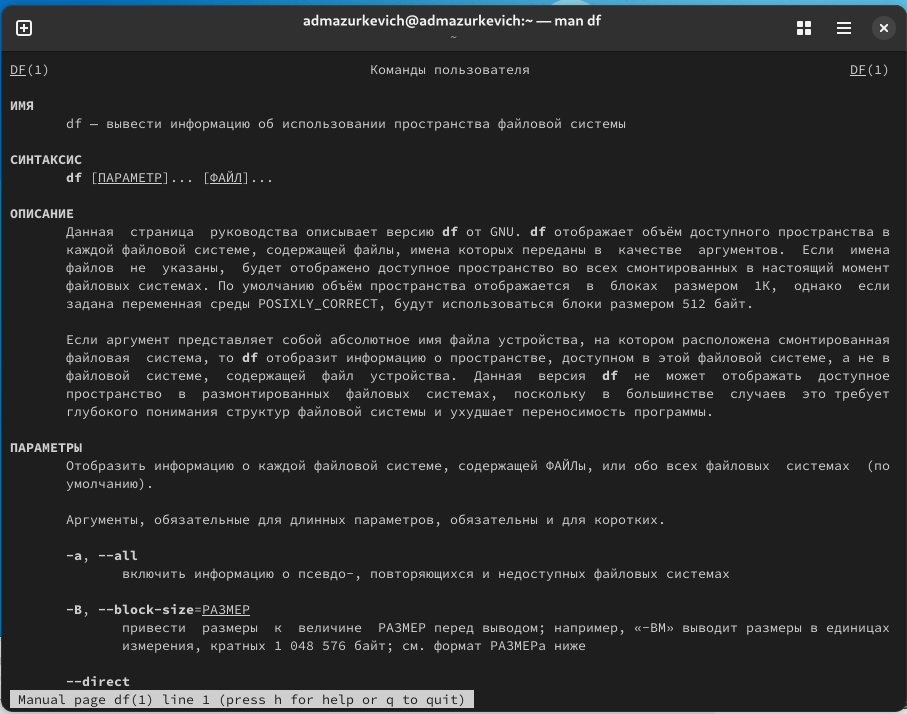 admazurkevich@admazurkevich:~ — man df
~
DF(1) Команды пользователя DF(1)
ИМЯ
df — вывести информацию об использовании пространства файловой системы
СИНТАКСИС
df [ПАРАМЕТР]... [ФАЙЛ]...
ОПИСАНИЕ
Данная страница руководства описывает версию df от GNU. df отображает объём доступного пространства в
каждой файловой системе, содержащей файлы, имена которых переданы в качестве аргументов. Если имена
файлов не указаны, будет отображено доступное пространство во всех смонтированных в настоящий момент
файловых системах. По умолчанию объём пространства отображается в блоках размером 1K, однако если
задана переменная среды POSIXLY_CORRECT, будут использоваться блоки размером 512 байт.
Если аргумент представляет собой абсолютное имя файла устройства, на котором расположена смонтированная
файловая система, то df отобразит информацию о пространстве, доступном в этой файловой системе, а не в
файловой системе, содержащей файл устройства. Данная версия df не может отображать доступное
пространство в размонтированных файловых системах, поскольку в большинстве случаев это требует
глубокого понимания структур файловой системы и ухудшает переносимость программы.
ПАРАМЕТРЫ
Отобразить информацию о каждой файловой системе, содержащей ФАЙЛы, или обо всех файловых системах (по
умолчанию).
Аргументы, обязательные для длинных параметров, обязательны и для коротких.
-a, --all
включить информацию о псевдо-, повторяющихся и недоступных файловых системах
-B, --block-size=РАЗМЕР
привести размеры к величине РАЗМЕР перед выводом; например, «-BM» выводит размеры в единицах
измерения, кратных 1 048 576 байт; см. формат РАЗМЕРа ниже
--direct
Manual page df(1) line 1 (press h for help or q to quit)